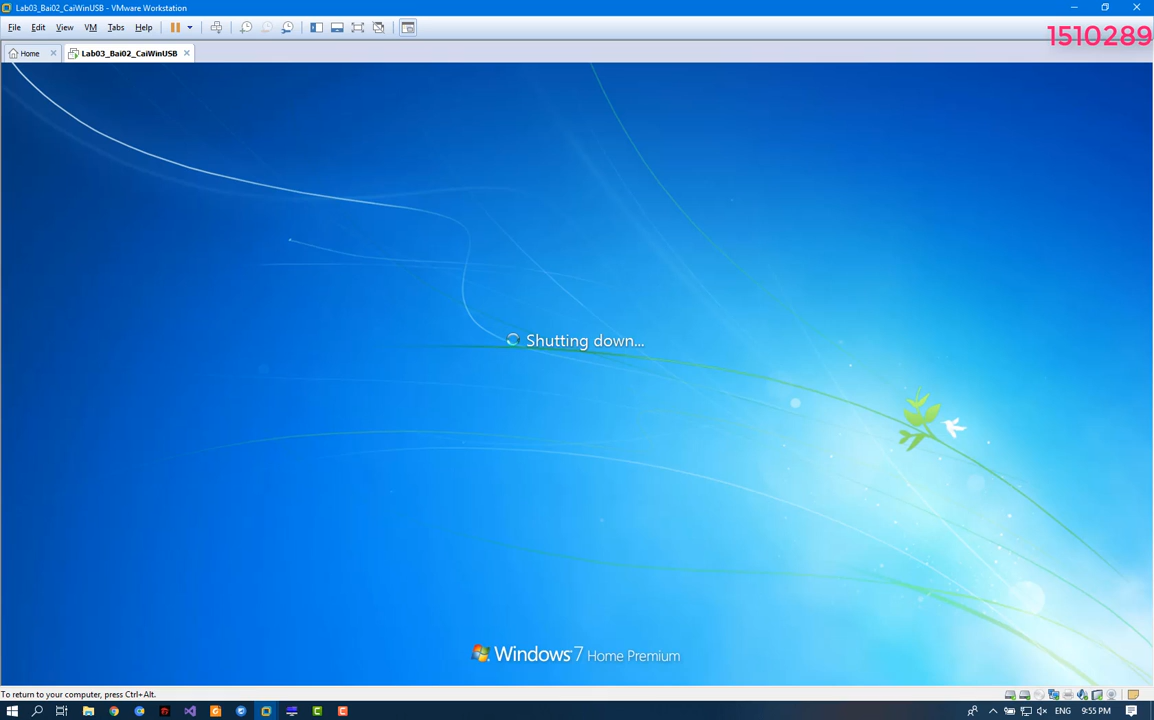 Lab03_Bai02_CaiWinUSB - VMware Workstation
File Edit View VM Tabs Help
1510289
Home Lab03_Bai02_CaiWinUSB
Shutting down...
Windows 7 Home Premium
To return to your computer, press Ctrl+Alt.
ENG 9:55 PM